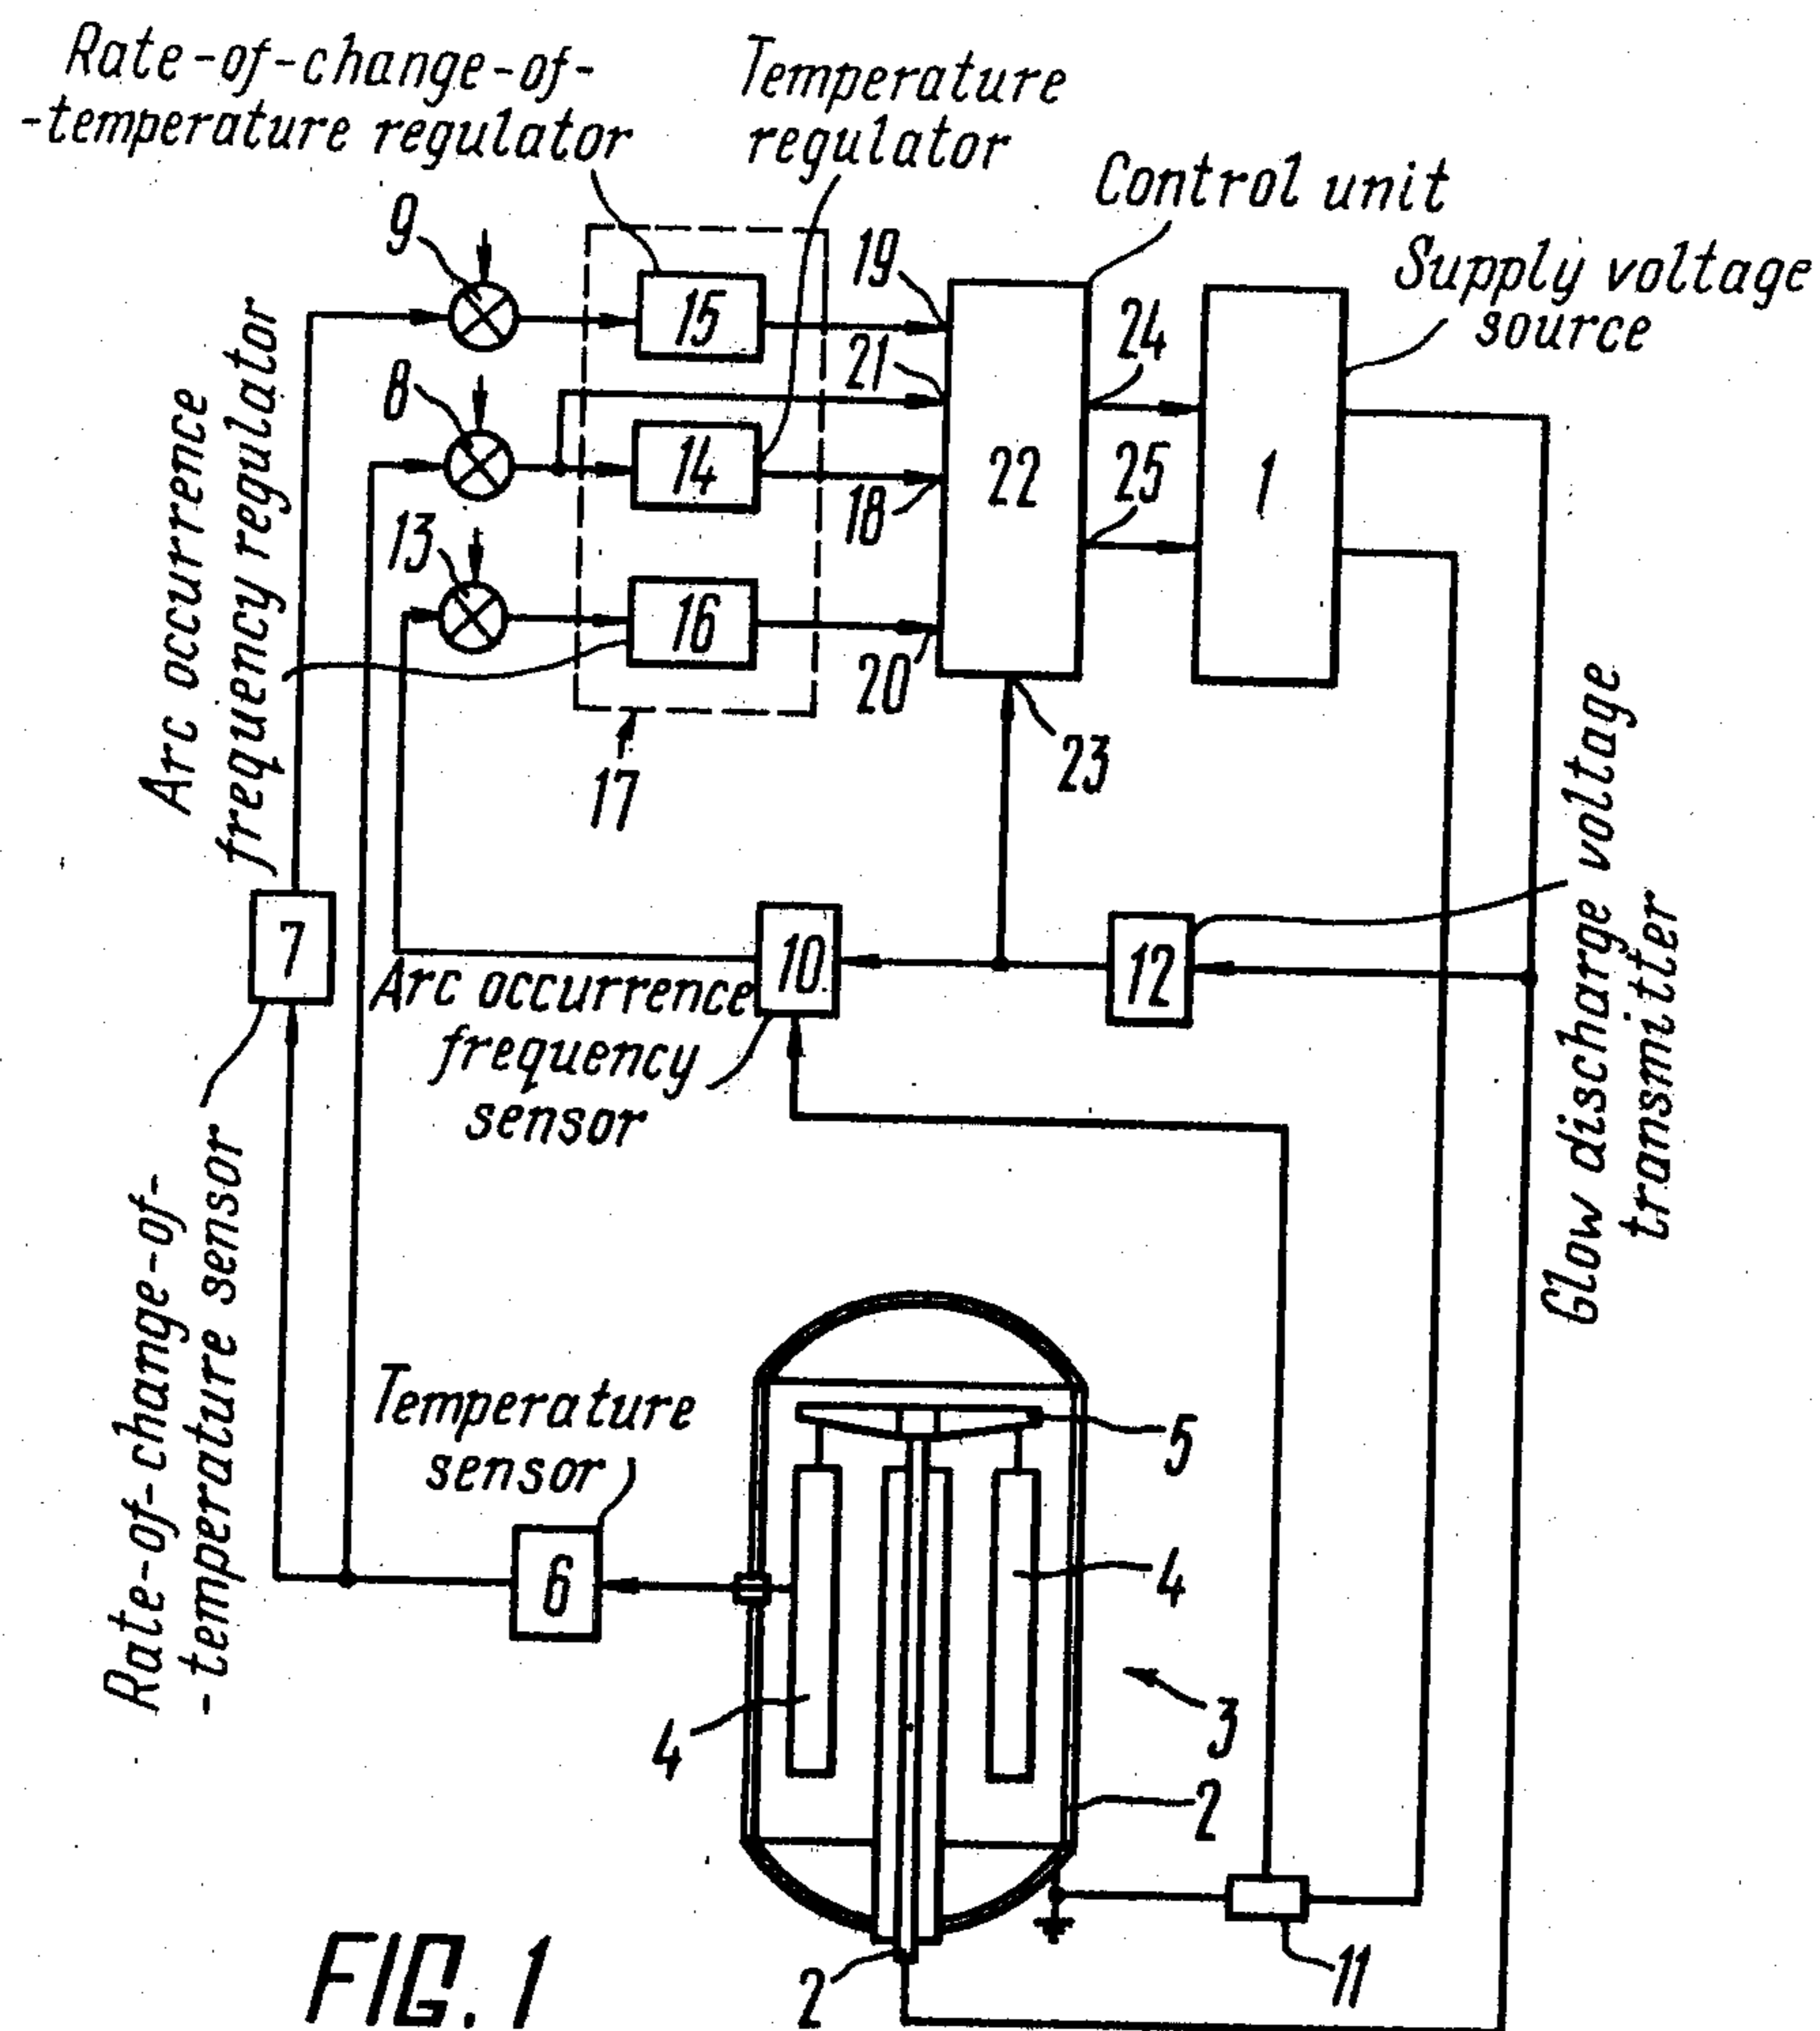 Rate-of-change-of-
-temperature regulator
Temperature
regulator
Control unit
Supply voltage
source
9
15
19
24
21
8
14
22
25
1
18
13
16
20
17
23
Arc occurrence
frequency regulator
7
10
12
Arc occurrence
frequency
sensor
Glow discharge voltage
transmitter
Rate-of-change-of-
-temperature sensor
Temperature
sensor
5
6
4
4
3
2
11
2
FIG. 1